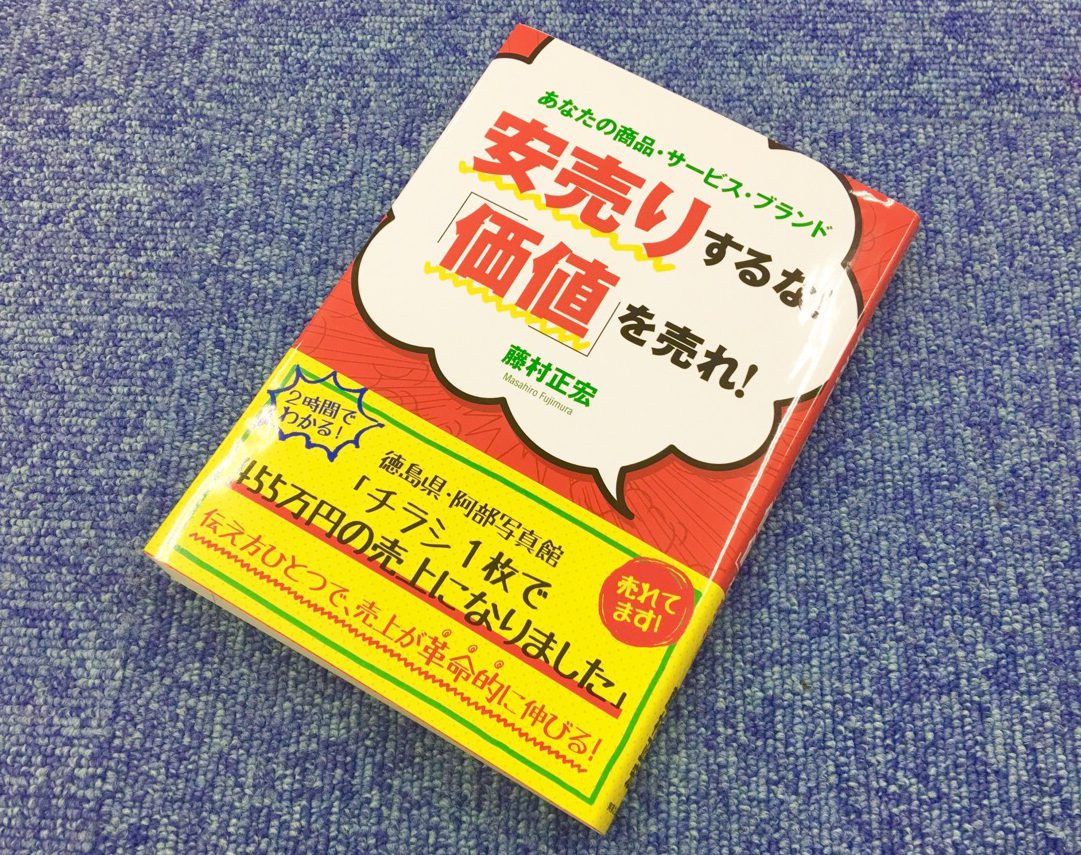 あなたの商品・サービス・ブランド
安売りするな!
「価値」を売れ!
藤村正宏
Masahiro Fujimura
2時間で
わかる!
徳島県・阿部写真館
「チラシ1枚で
455万円の売上になりました」
伝え方ひとつで、売上が革命的に伸びる!
売れて
ます!